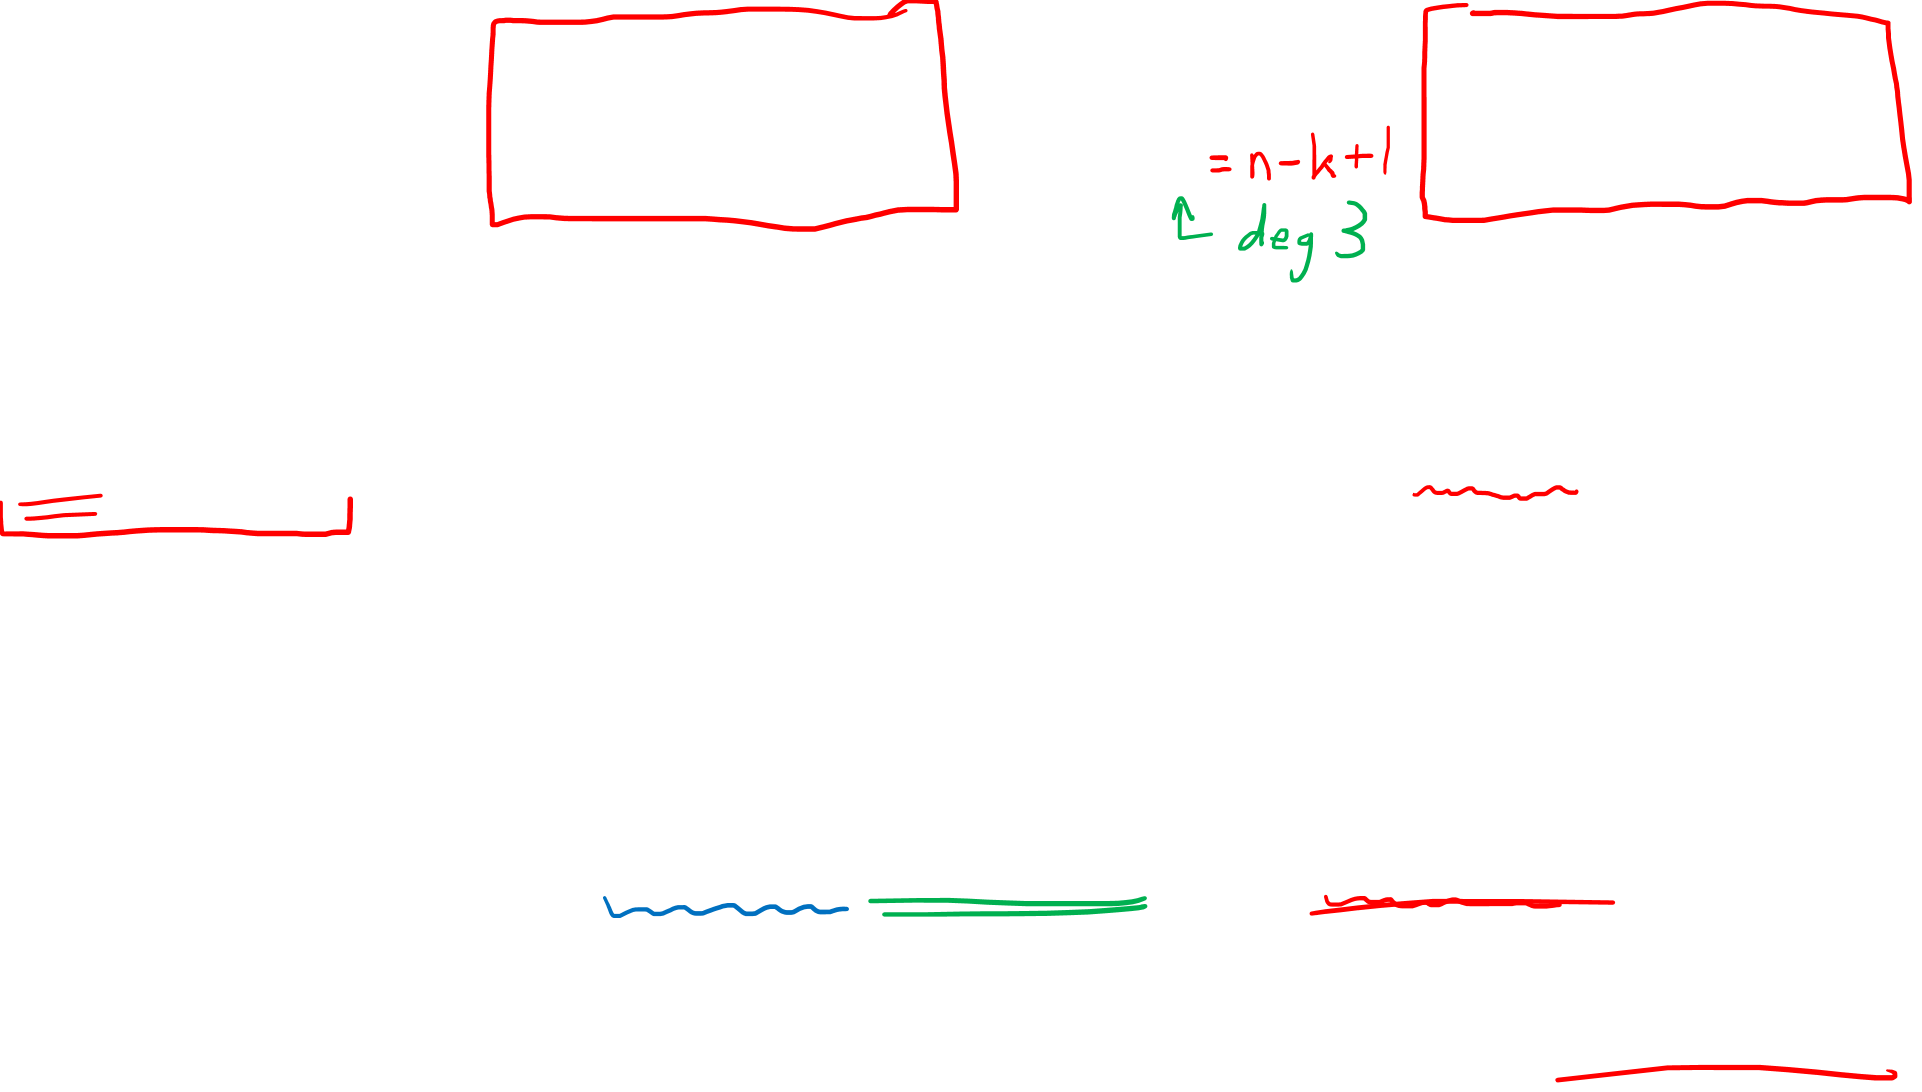 = n - k + 1
deg 3